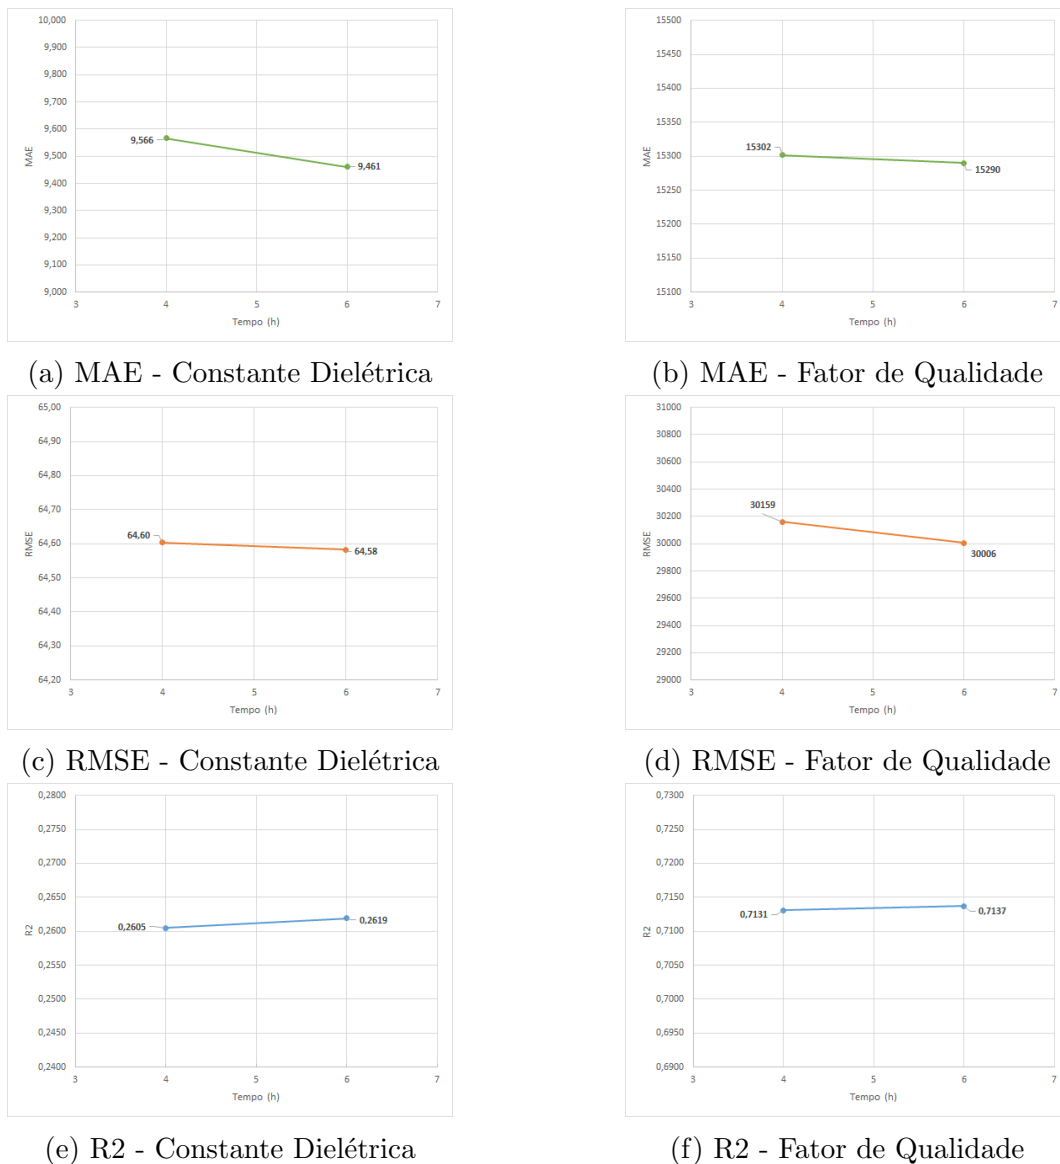 10,000
9,900
9,800
9,700
9,600
9,500
9,400
9,300
9,200
9,100
9,000
MAE
9,566
9,461
3 4 5 6 7
Tempo (h)
(a) MAE - Constante Dielétrica
15500
15450
15400
15350
15300
15250
15200
15150
15100
MAE
15302
15290
3 4 5 6 7
Tempo (h)
(b) MAE - Fator de Qualidade
65,00
64,90
64,80
64,70
64,60
64,50
64,40
64,30
64,20
RMSE
64,60
64,58
3 4 5 6 7
Tempo (h)
(c) RMSE - Constante Dielétrica
31000
30800
30600
30400
30200
30000
29800
29600
29400
29200
29000
RMSE
30159
30006
3 4 5 6 7
Tempo (h)
(d) RMSE - Fator de Qualidade
0,2800
0,2750
0,2700
0,2650
0,2600
0,2550
0,2500
0,2450
0,2400
R2
0,2605
0,2619
3 4 5 6 7
Tempo (h)
(e) R2 - Constante Dielétrica
0,7300
0,7250
0,7200
0,7150
0,7100
0,7050
0,7000
0,6950
0,6900
R2
0,7131
0,7137
3 4 5 6 7
Tempo (h)
(f) R2 - Fator de Qualidade